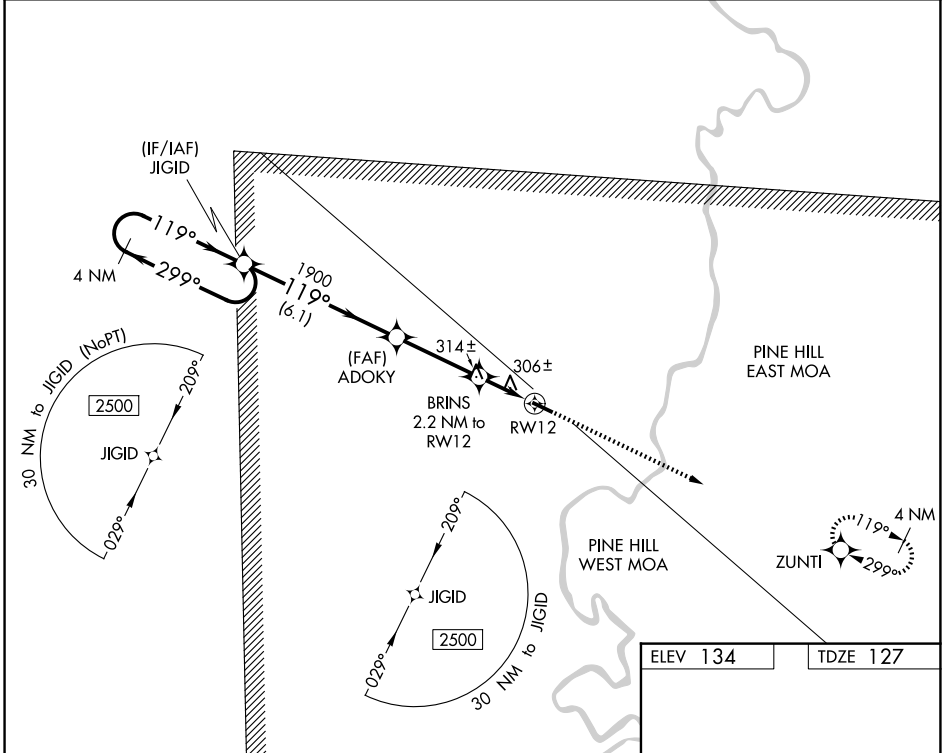 (IF/IAF)
JIGID
119°
299°
4 NM
1900
119°
(6.1)
(FAF)
ADOKY
314±
306±
BRINS
2.2 NM to
RW12
RW12
PINE HILL
EAST MOA
30 NM to JIGID (NoPT)
209°
2500
JIGID
029°
209°
JIGID
2500
029°
30 NM to JIGID
PINE HILL
WEST MOA
4 NM
119°
ZUNTI
299°
ELEV 134
TDZE 127